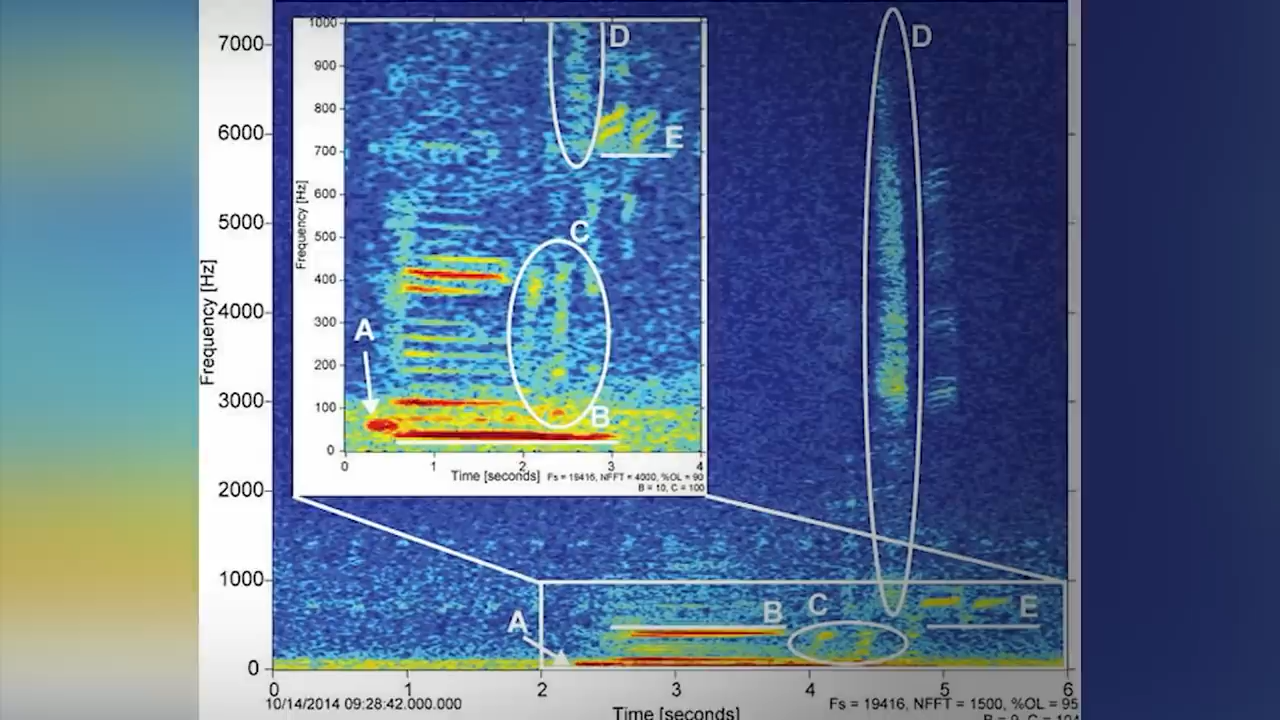 1000
900
800
700
600
500
400
300
200
100
0
Frequency [Hz]
0
1
2
3
4
Time [seconds]
Fs = 19416, NFFT = 4000, %OL = 90
B = 10, C = 100
A
B
C
D
E
7000
6000
5000
4000
3000
2000
1000
0
Frequency [Hz]
D
A
B
C
E
0
1
2
3
4
5
6
10/14/2014 09:28:42.000.000
Time [seconds]
Fs = 19416, NFFT = 1500, %OL = 95